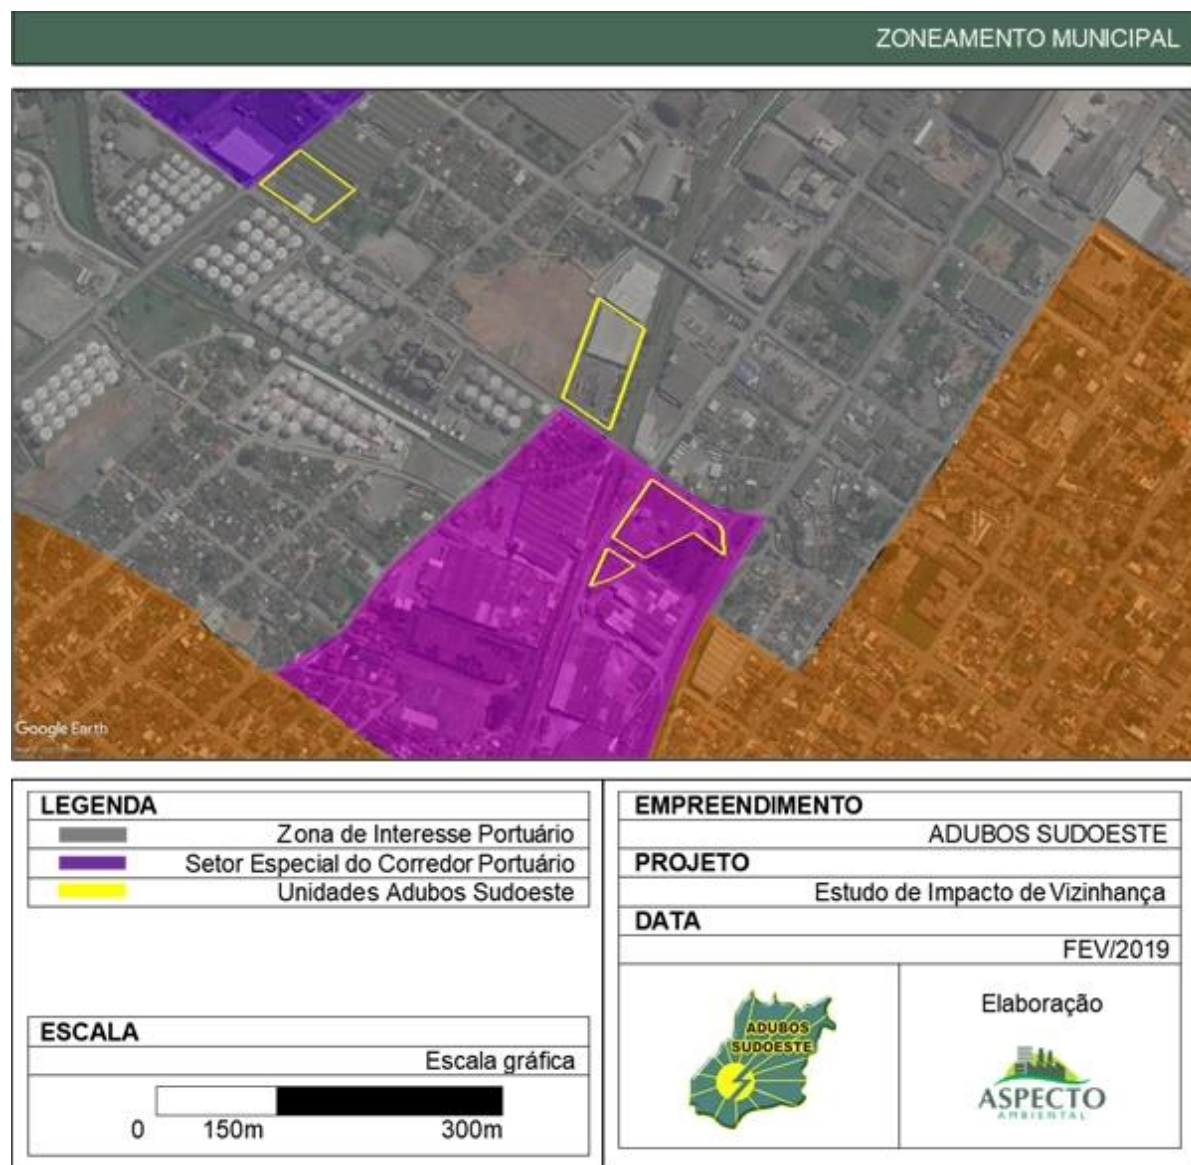 ZONEAMENTO MUNICIPAL
Google Earth
LEGENDA
Zona de Interesse Portuário
Setor Especial do Corredor Portuário
Unidades Adubos Sudoeste
ESCALA
Escala gráfica
0 150m 300m
EMPREENDIMENTO
ADUBOS SUDOESTE
PROJETO
Estudo de Impacto de Vizinhança
DATA
FEV/2019
ADUBOS
SUDOESTE
Elaboração
ASPECTO
AMBIENTAL